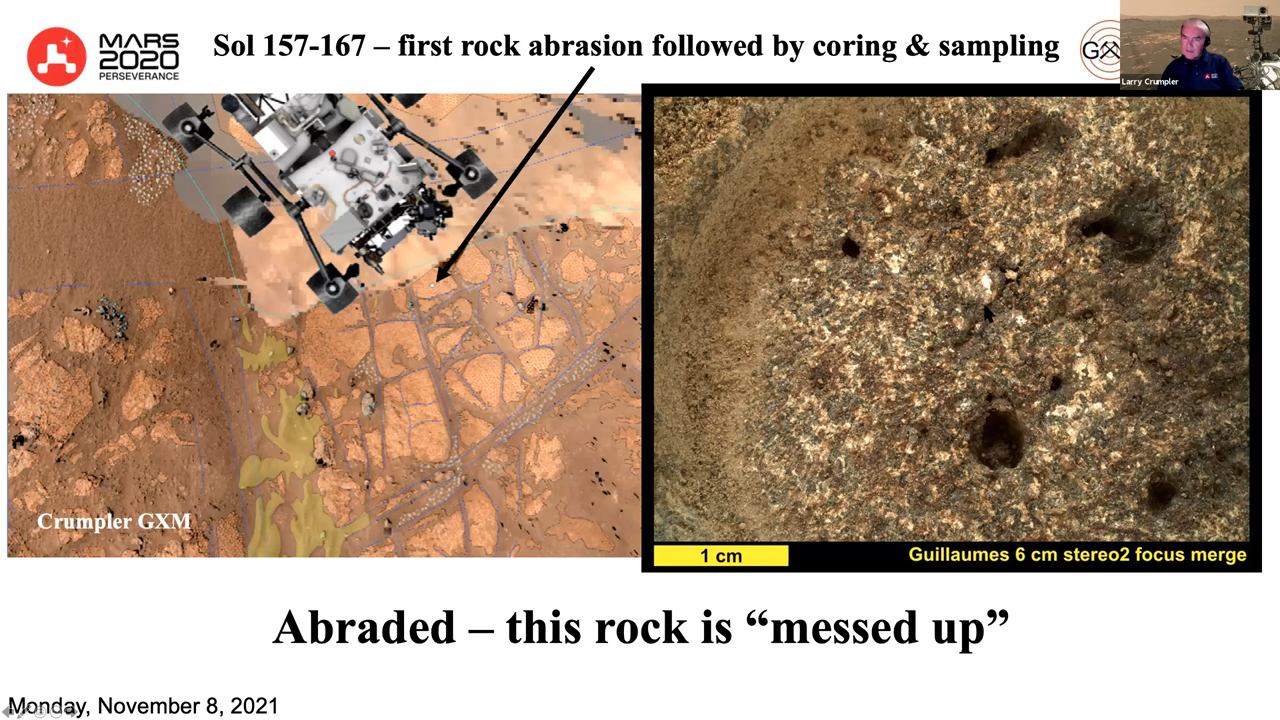 MARS
2020
PERSEVERANCE
Sol 157-167 – first rock abrasion followed by coring & sampling
GXM
Larry Crumpler
Crumpler GXM
1 cm
Guillaumes 6 cm stereo2 focus merge
Abraded – this rock is “messed up”
Monday, November 8, 2021